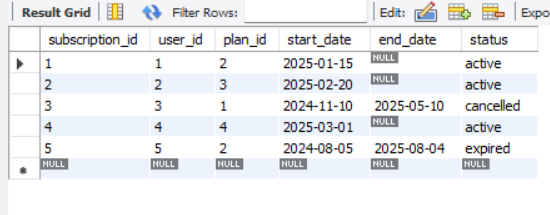 Result Grid Filter Rows: Edit: Expo
subscription_id user_id plan_id start_date end_date status
1 1 2 2025-01-15 NULL active
2 2 3 2025-02-20 NULL active
3 3 1 2024-11-10 2025-05-10 cancelled
4 4 4 2025-03-01 NULL active
5 5 2 2024-08-05 2025-08-04 expired
NULL NULL NULL NULL NULL NULL